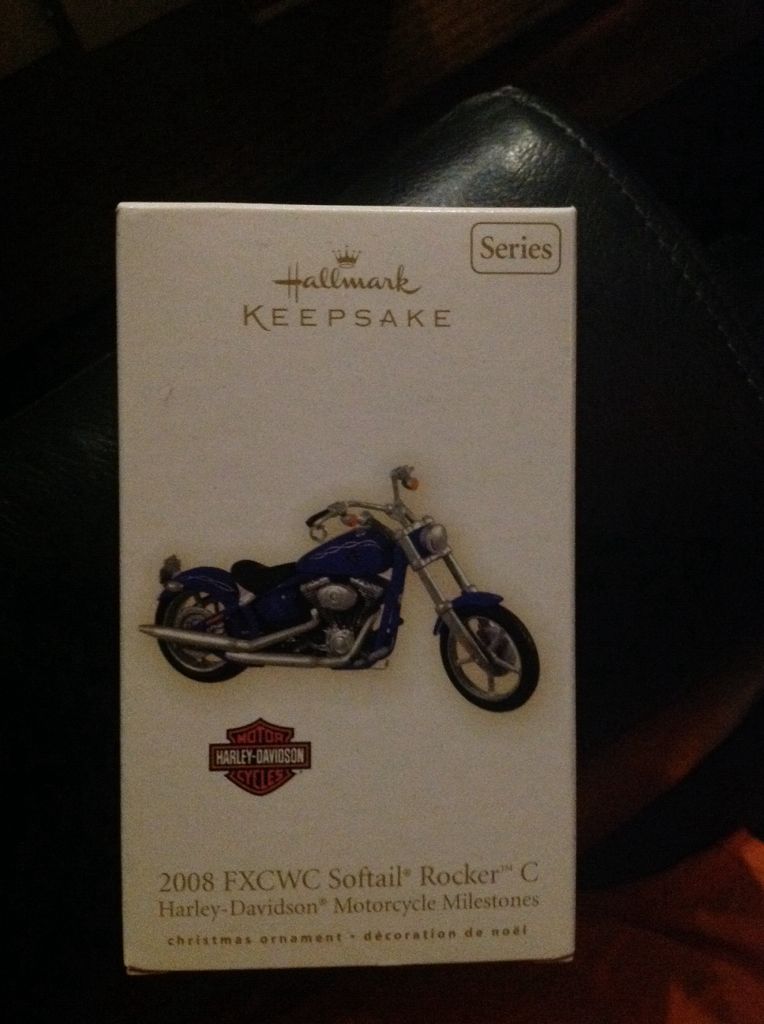 Series
Hallmark
KEEPSAKE
MOTOR
HARLEY-DAVIDSON
CYCLES
2008 FXCWC Softail® Rocker™ C
Harley-Davidson® Motorcycle Milestones
christmas ornament • décoration de noël